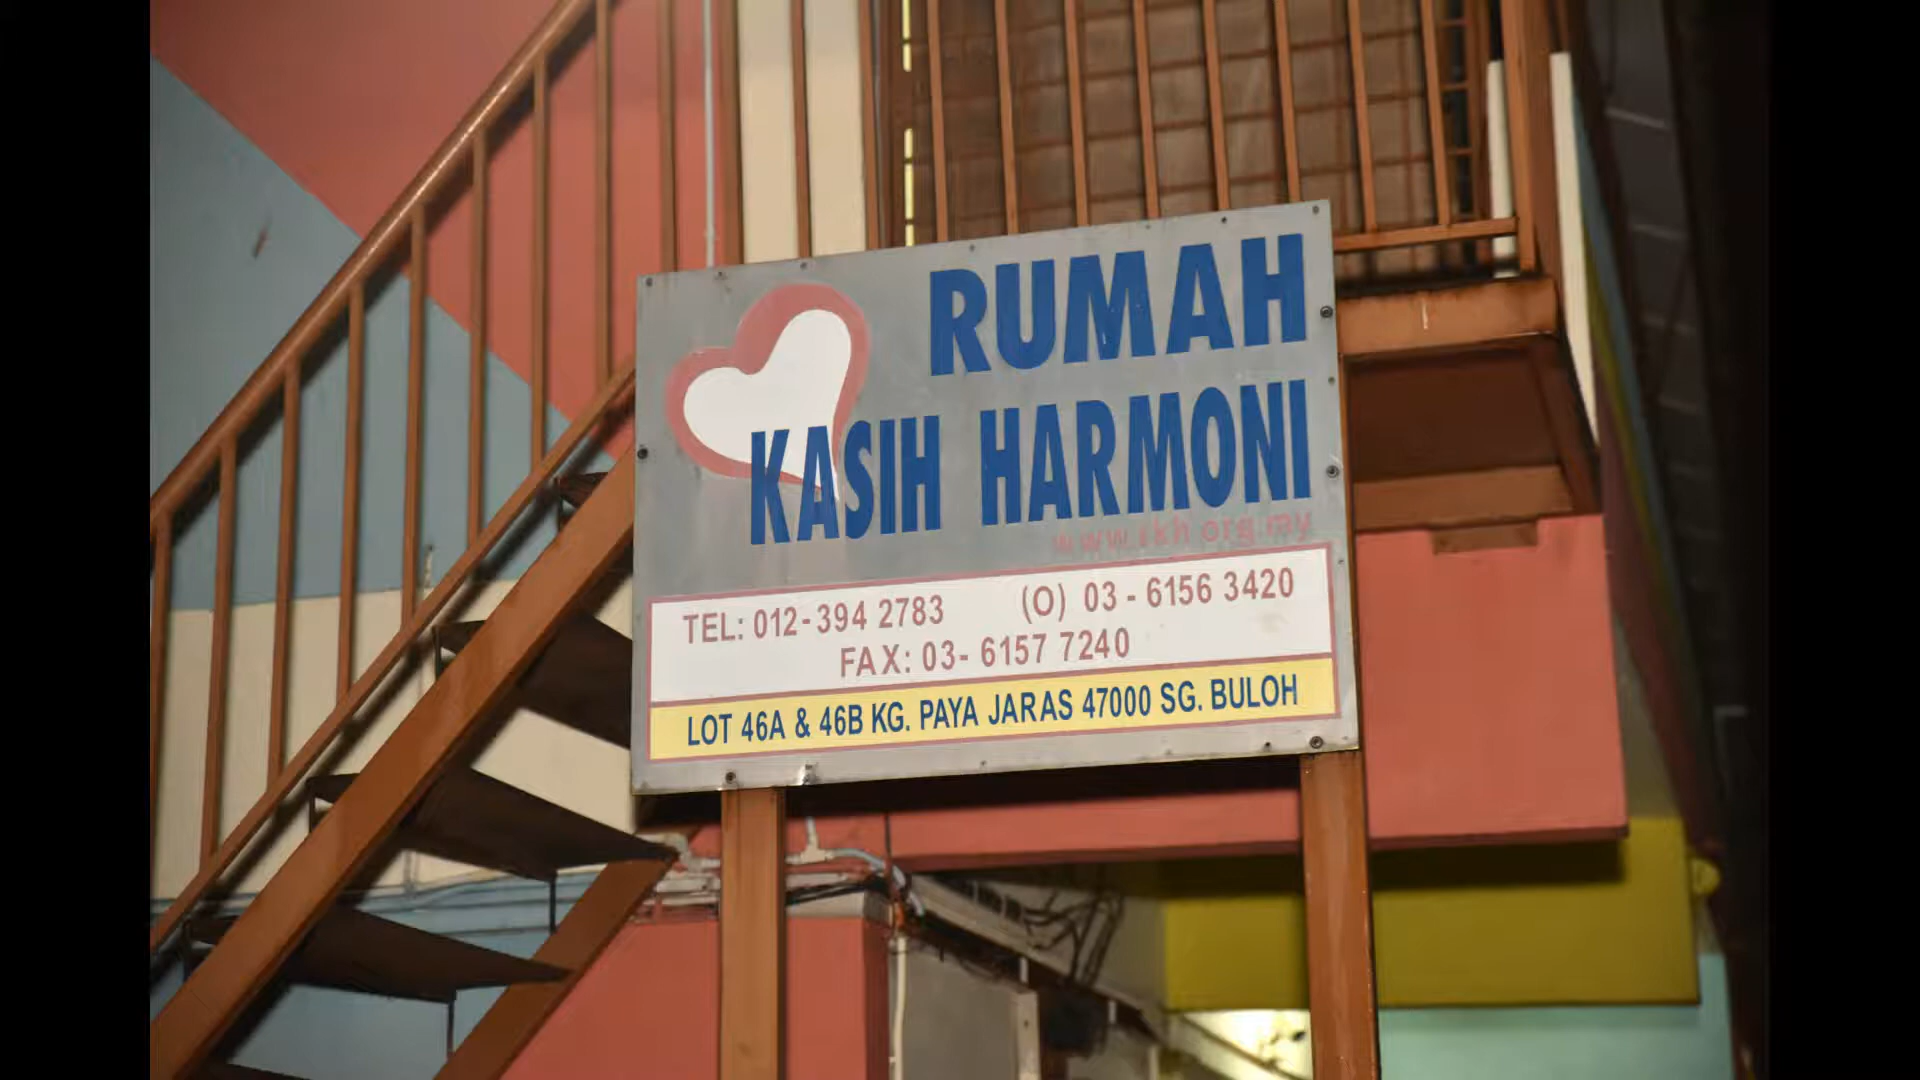 RUMAH
KASIH HARMONI
www.rkh.org.my
TEL: 012-394 2783 (O) 03 - 6156 3420
FAX: 03- 6157 7240
LOT 46A & 46B KG. PAYA JARAS 47000 SG. BULOH